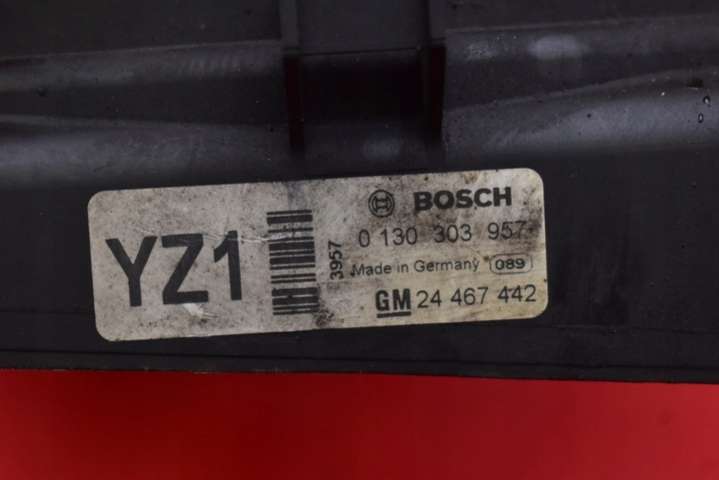 YZ1
3957
BOSCH
0 130 303 957
Made in Germany 089
GM 24 467 442